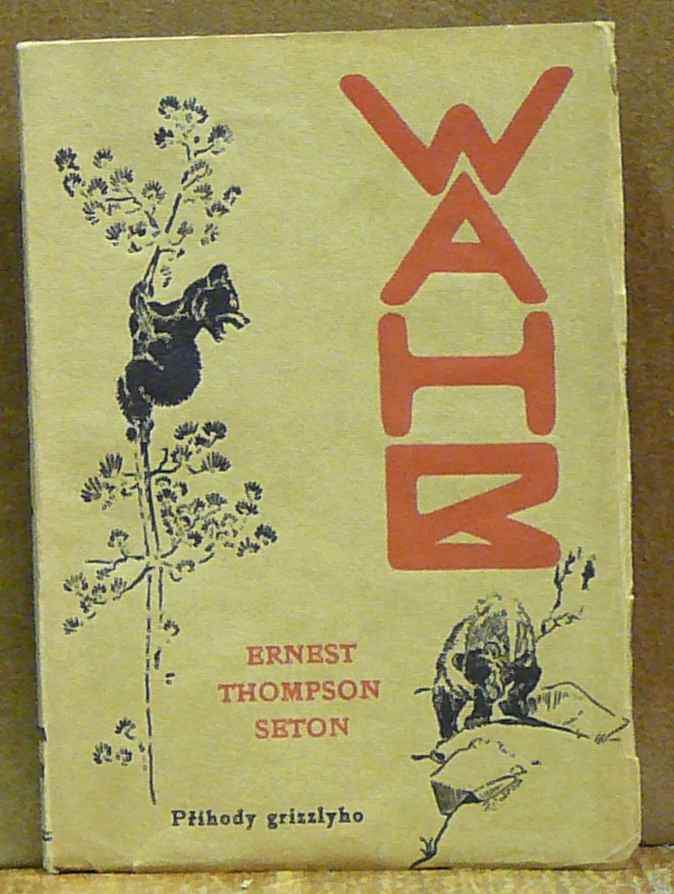 WAHB
ERNEST
THOMPSON
SETON
Příhody grizzlyho